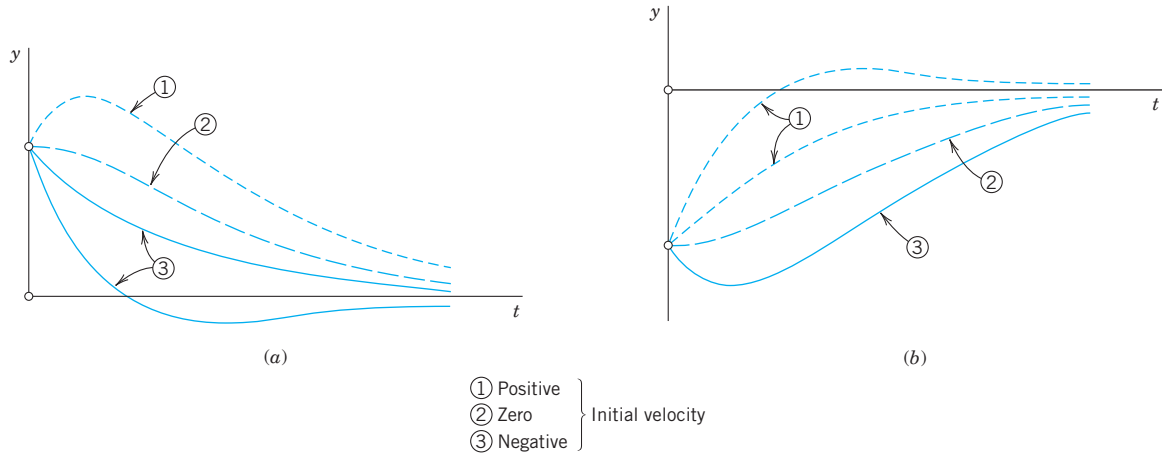 y
①
②
③
t
(a)
y
t
①
②
③
(b)
① Positive
② Zero
③ Negative
Initial velocity